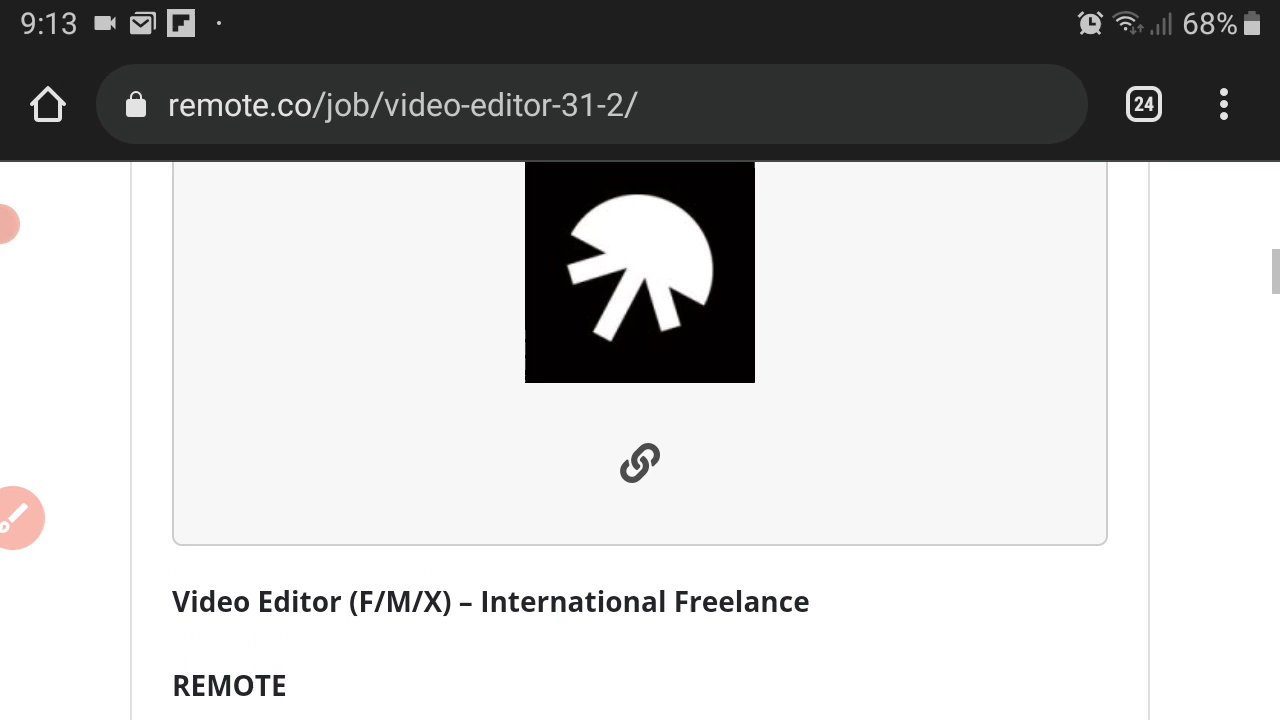 9:13
68%
remote.co/job/video-editor-31-2/
24
Video Editor (F/M/X) – International Freelance
REMOTE